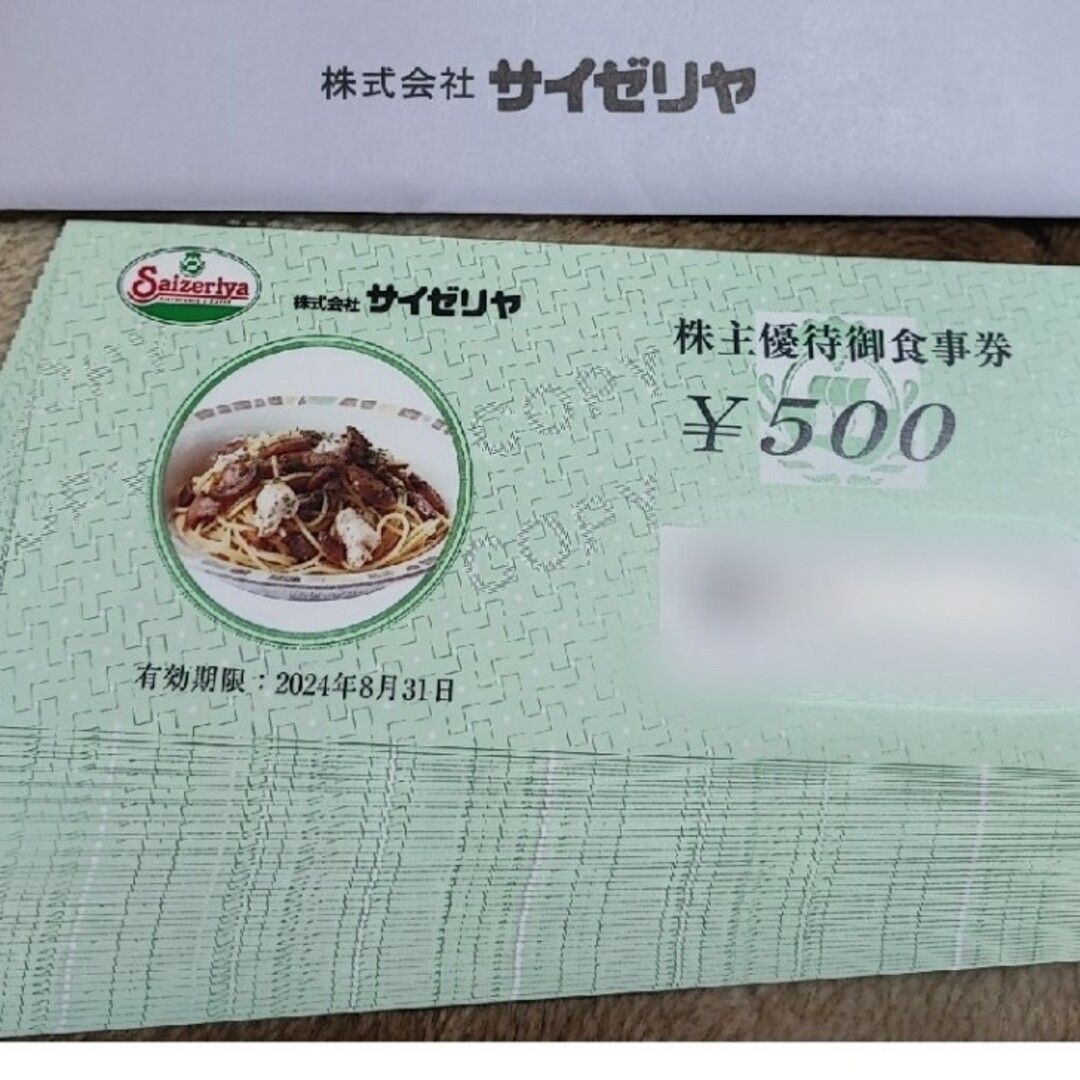 株式会社 サイゼリヤ
Saizeriya
株式会社 サイゼリヤ
株主優待御食事券
¥500
COPY
COPY
有効期限：2024年8月31日